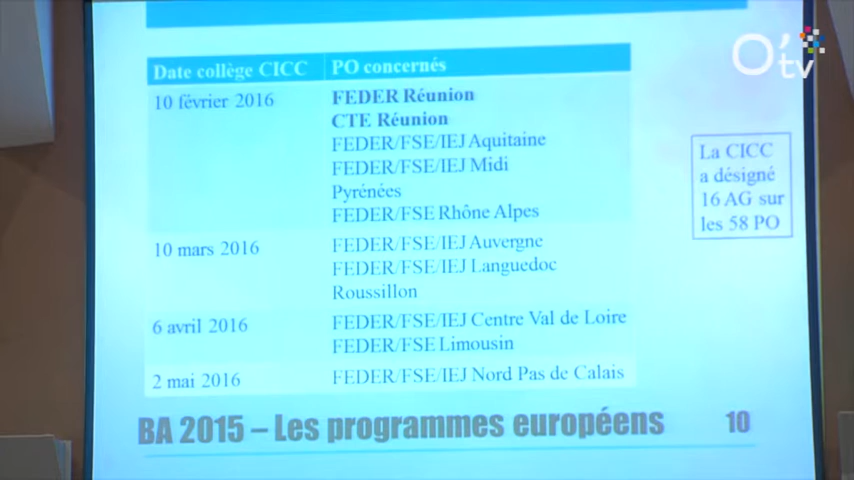 O'tv
Date collège CICC PO concernés
10 février 2016 FEDER Réunion
CTE Réunion
FEDER/FSE/IEJ Aquitaine
FEDER/FSE/IEJ Midi
Pyrénées
FEDER/FSE Rhône Alpes
10 mars 2016 FEDER/FSE/IEJ Auvergne
FEDER/FSE/IEJ Languedoc
Roussillon
6 avril 2016 FEDER/FSE/IEJ Centre Val de Loire
FEDER/FSE Limousin
2 mai 2016 FEDER/FSE/IEJ Nord Pas de Calais
La CICC
a désigné
16 AG sur
les 58 PO
BA 2015 – Les programmes européens 10